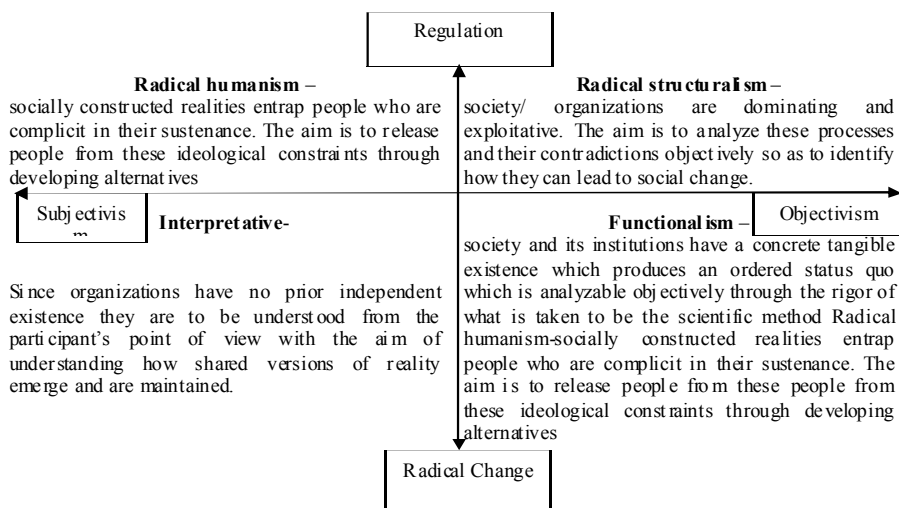 Regulation
Radical humanism –
socially constructed realities entrap people who are
complicit in their sustenance. The aim is to release
people from these ideological constraints through
developing alternatives
Radical structuralism –
society/ organizations are dominating and
exploitative. The aim is to analyze these processes
and their contradictions objectively so as to identify
how they can lead to social change.
Subjectivis
m
Interpretative-
Functionalism –
Objectivism
Since organizations have no prior independent
existence they are to be understood from the
participant's point of view with the aim of
understanding how shared versions of reality
emerge and are maintained.
society and its institutions have a concrete tangible
existence which produces an ordered status quo
which is analyzable objectively through the rigor of
what is taken to be the scientific method Radical
humanism-socially constructed realities entrap
people who are complicit in their sustenance. The
aim is to release people from these people from
these ideological constraints through developing
alternatives
Radical Change